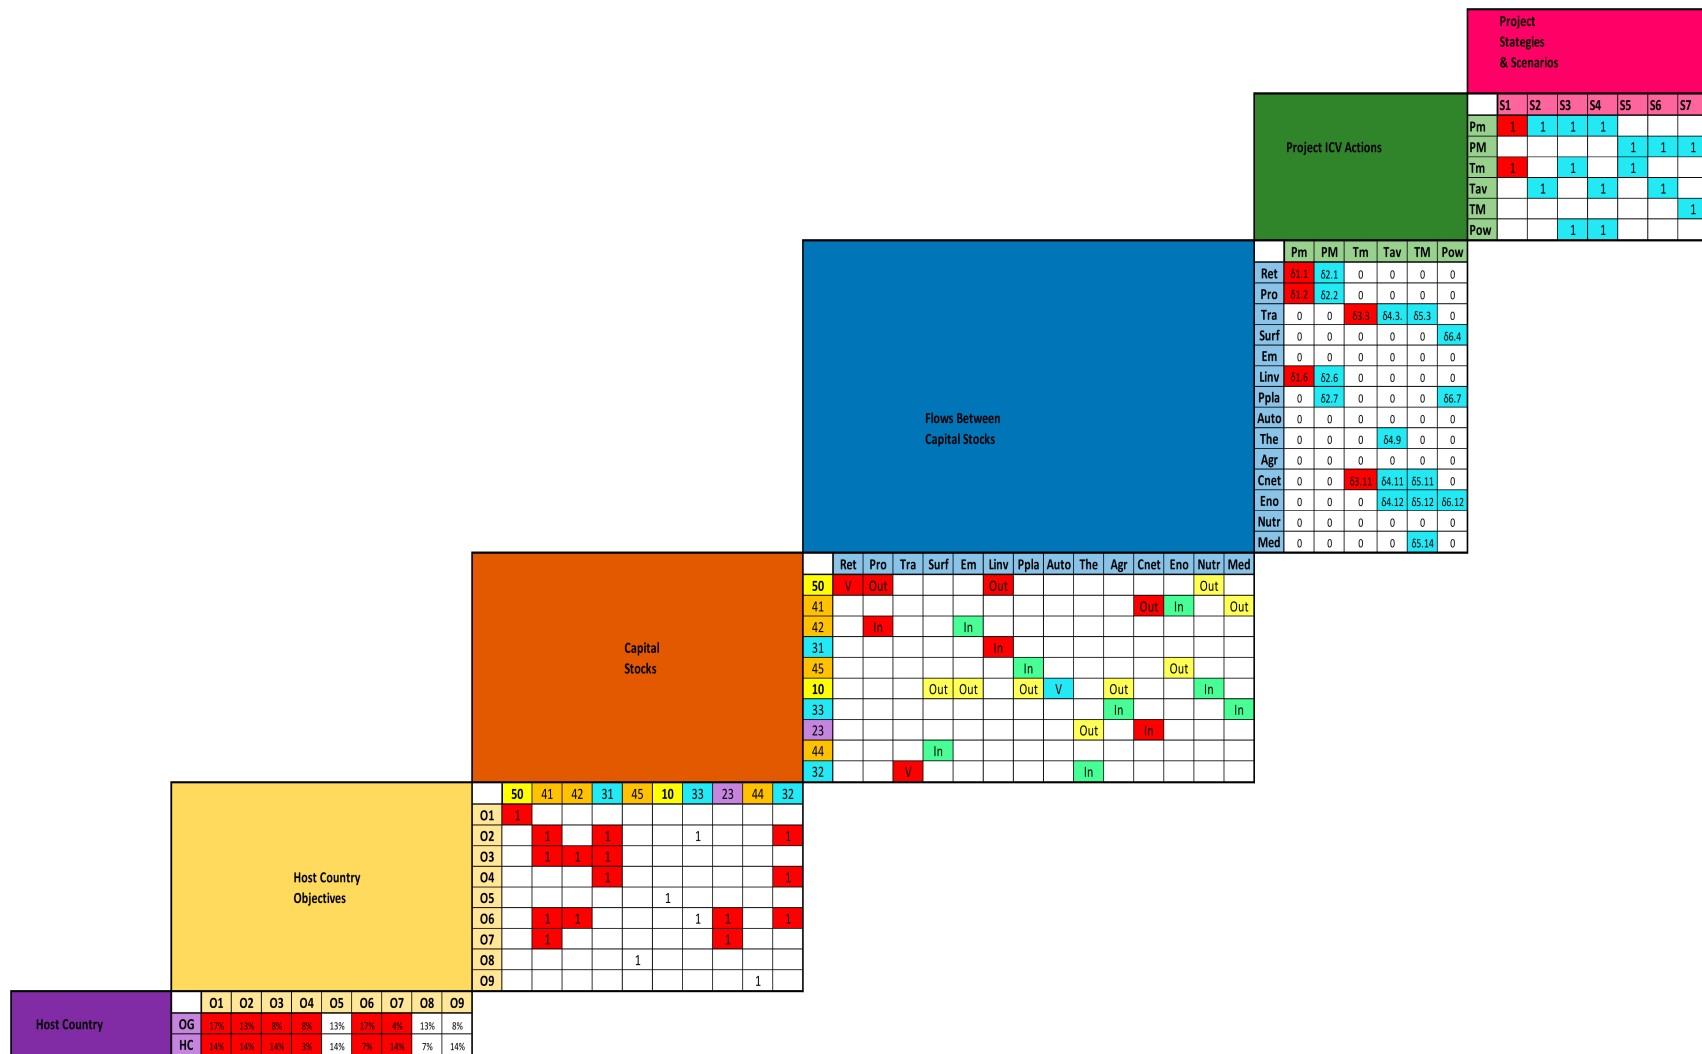 Project
Stategies
& Scenarios
S1 S2 S3 S4 S5 S6 S7
Project ICV Actions
Pm 1 1 1 1
PM 1 1 1
Tm 1 1 1
Tav 1 1 1
TM 1
Pow 1 1
Pm PM Tm Tav TM Pow
Ret δ1.1 δ2.1 0 0 0 0
Pro δ1.2 δ2.2 0 0 0 0
Tra 0 0 δ3.3 δ4.3. δ5.3 0
Surf 0 0 0 0 0 δ6.4
Em 0 0 0 0 0 0
Linv δ1.6 δ2.6 0 0 0 0
Ppla 0 δ2.7 0 0 0 δ6.7
Auto 0 0 0 0 0 0
The 0 0 0 δ4.9 0 0
Agr 0 0 0 0 0 0
Cnet 0 0 δ3.11 δ4.11 δ5.11 0
Eno 0 0 0 δ4.12 δ5.12 δ6.12
Nutr 0 0 0 0 0 0
Med 0 0 0 0 δ5.14 0
Flows Between
Capital Stocks
Ret Pro Tra Surf Em Linv Ppla Auto The Agr Cnet Eno Nutr Med
50 V Out Out Out
41 Out In Out
42 In In
31 In
45 In Out
10 Out Out Out V Out In
33 In In
23 Out In
44 In
32 V In
Capital
Stocks
50 41 42 31 45 10 33 23 44 32
O1 1
O2 1 1 1 1
O3 1 1 1
O4 1 1
O5 1
O6 1 1 1 1 1
O7 1 1
O8 1
O9 1
Host Country
Objectives
O1 O2 O3 O4 O5 O6 O7 O8 O9
Host Country
OG 17% 13% 8% 8% 13% 17% 4% 13% 8%
HC 14% 14% 14% 3% 14% 7% 14% 7% 14%